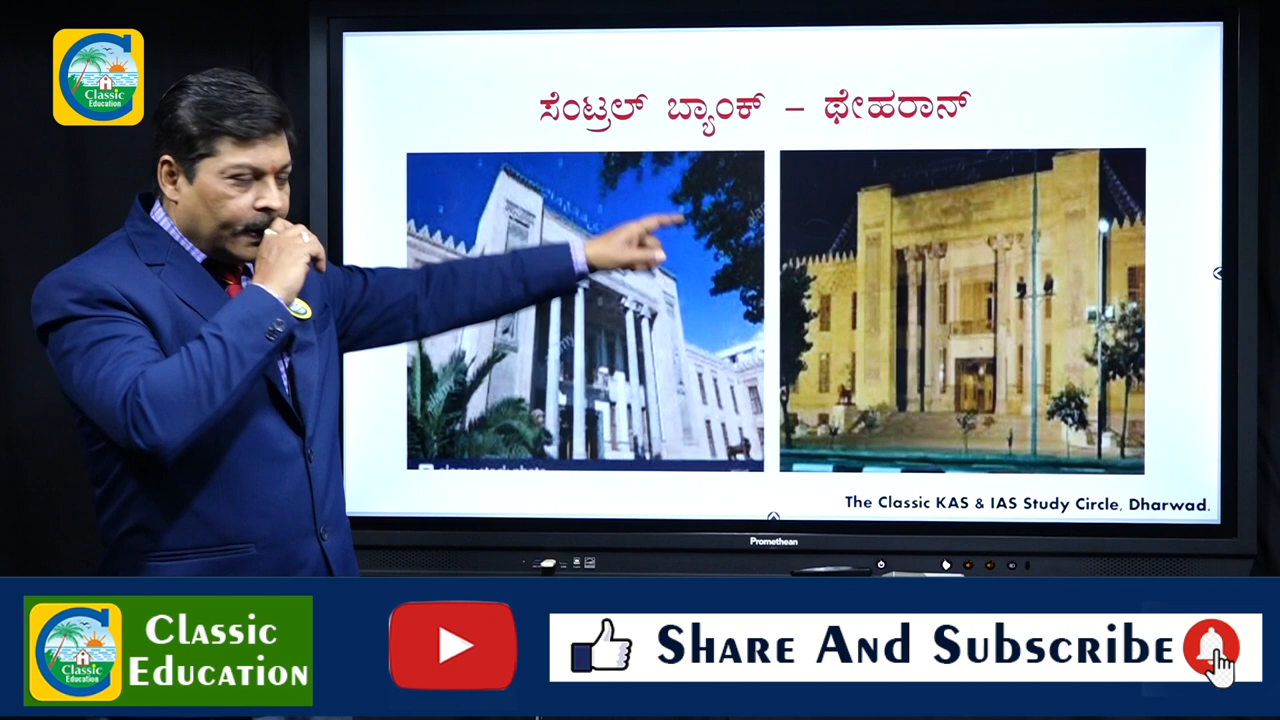 Classic
Education
ಸೆಂಟ್ರಲ್ ಬ್ಯಾಂಕ್ – ಥೇಹರಾನ್
alamy
The Classic KAS & IAS Study Circle, Dharwad.
Promethean
Classic
Education
CLASSIC
EDUCATION
SHARE AND SUBSCRIBE